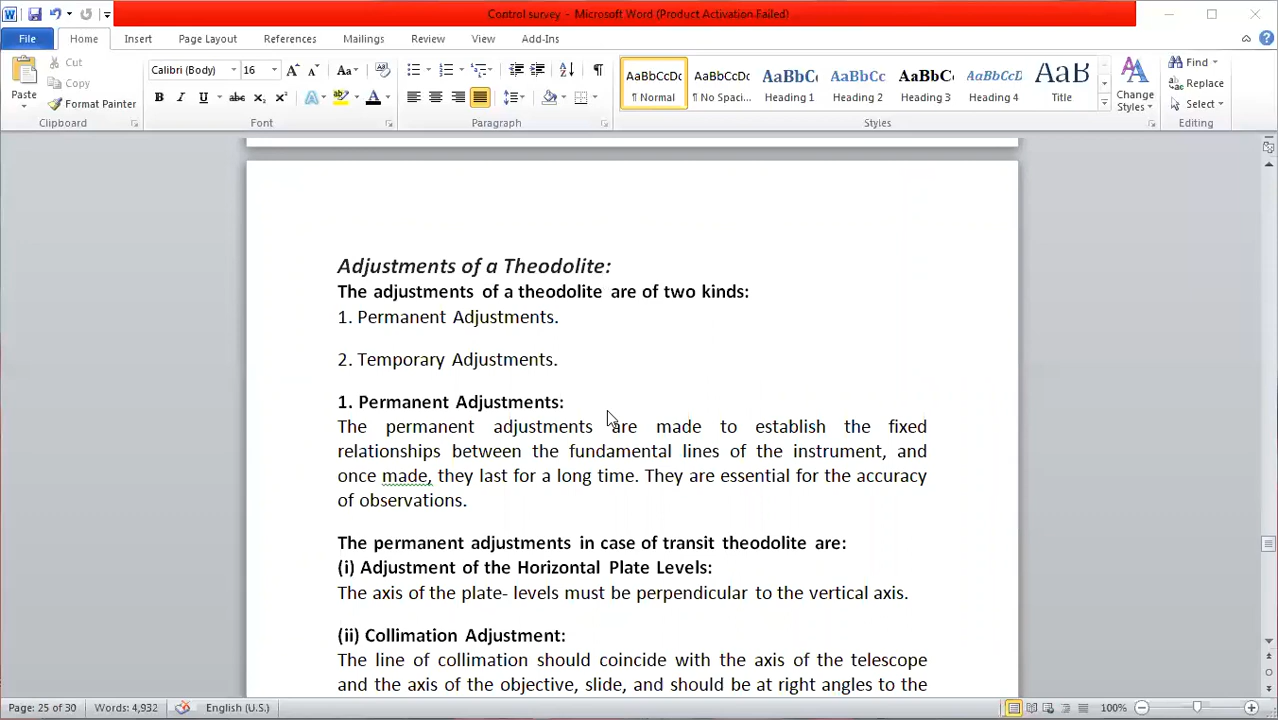 Control survey - Microsoft Word (Product Activation Failed)
File Home Insert Page Layout References Mailings Review View Add-Ins
Cut
Copy
Format Painter
Paste
Clipboard
Calibri (Body) 16
B I U abc x₂ x² A A
Aa
Font
Paragraph
AaBbCcDc AaBbCcDc AaBbC AaBbCc AaBbCc AaBbCcD AaB
¶ Normal ¶ No Spaci... Heading 1 Heading 2 Heading 3 Heading 4 Title
Change
Styles
Styles
Find
Replace
Select
Editing
Adjustments of a Theodolite:
The adjustments of a theodolite are of two kinds:
1. Permanent Adjustments.
2. Temporary Adjustments.
1. Permanent Adjustments:
The permanent adjustments are made to establish the fixed
relationships between the fundamental lines of the instrument, and
once made, they last for a long time. They are essential for the accuracy
of observations.
The permanent adjustments in case of transit theodolite are:
(i) Adjustment of the Horizontal Plate Levels:
The axis of the plate- levels must be perpendicular to the vertical axis.
(ii) Collimation Adjustment:
The line of collimation should coincide with the axis of the telescope
and the axis of the objective, slide, and should be at right angles to the
Page: 25 of 30 Words: 4,932 English (U.S.) 100%